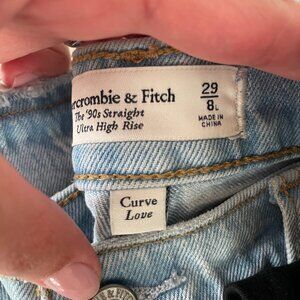 ercrombie & Fitch
The '90s Straight
Ultra High Rise
29
8L
MADE IN
CHINA
Curve
Love